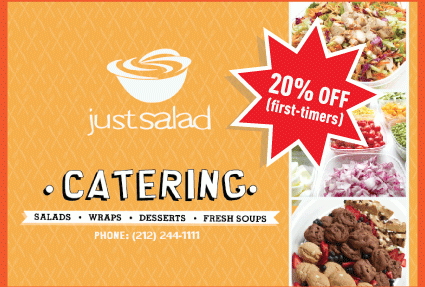 just salad
20% OFF
(first-timers)
• CATERING •
SALADS • WRAPS • DESSERTS • FRESH SOUPS
PHONE: (212) 244-1111